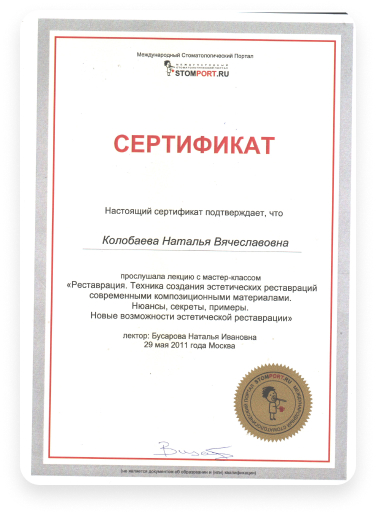 Международный Стоматологический Портал
STOMPORT.RU
СЕРТИФИКАТ
Настоящий сертификат подтверждает, что
Колобаева Наталья Вячеславовна
прослушала лекцию с мастер-классом
«Реставрация. Техника создания эстетических реставраций
современными композиционными материалами.
Нюансы, секреты, примеры.
Новые возможности эстетической реставрации»
лектор: Бусарова Наталья Ивановна
29 мая 2011 года Москва
STOMPORT.RU
(не является документом об образовании и (или) квалификации)